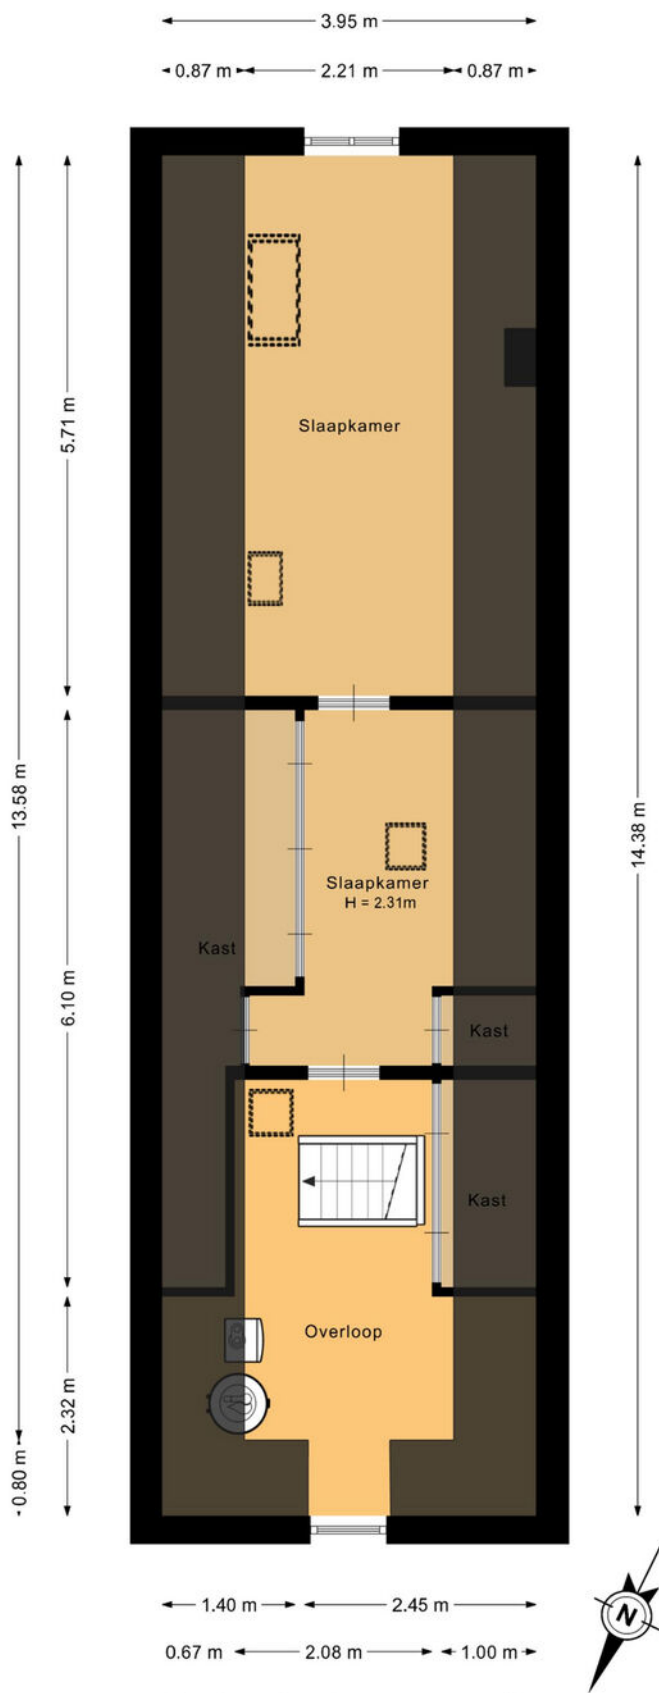 3.95 m
0.87 m
2.21 m
0.87 m
5.71 m
Slaapkamer
13.58 m
14.38 m
Slaapkamer
H = 2.31m
Kast
6.10 m
Kast
Kast
Overloop
2.32 m
0.80 m
1.40 m
2.45 m
0.67 m
2.08 m
1.00 m
N